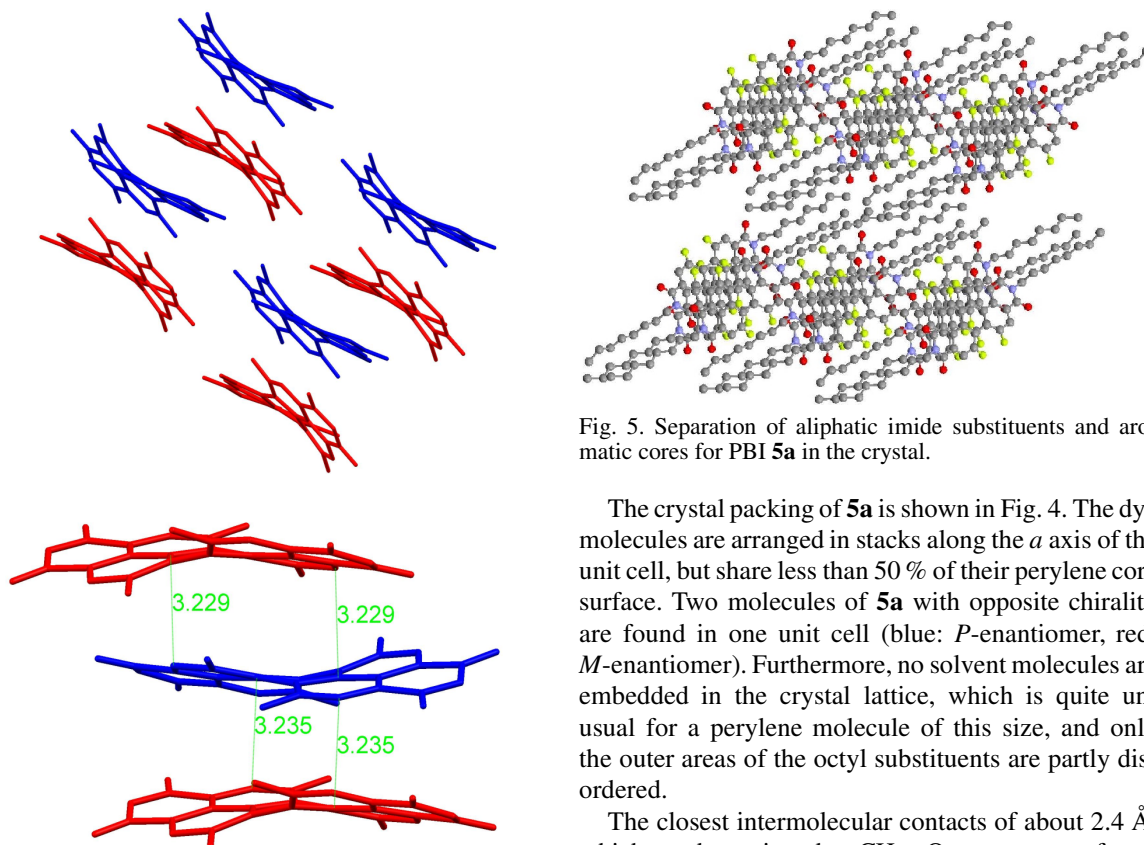 3.229
3.229
3.235
3.235
Fig. 5. Separation of aliphatic imide substituents and aro-
matic cores for PBI 5a in the crystal.
The crystal packing of 5a is shown in Fig. 4. The dy
molecules are arranged in stacks along the a axis of th
unit cell, but share less than 50 % of their perylene cor
surface. Two molecules of 5a with opposite chiralit
are found in one unit cell (blue: P-enantiomer, red
M-enantiomer). Furthermore, no solvent molecules ar
embedded in the crystal lattice, which is quite un
usual for a perylene molecule of this size, and onl
the outer areas of the octyl substituents are partly dis
ordered.
The closest intermolecular contacts of about 2.4 Å